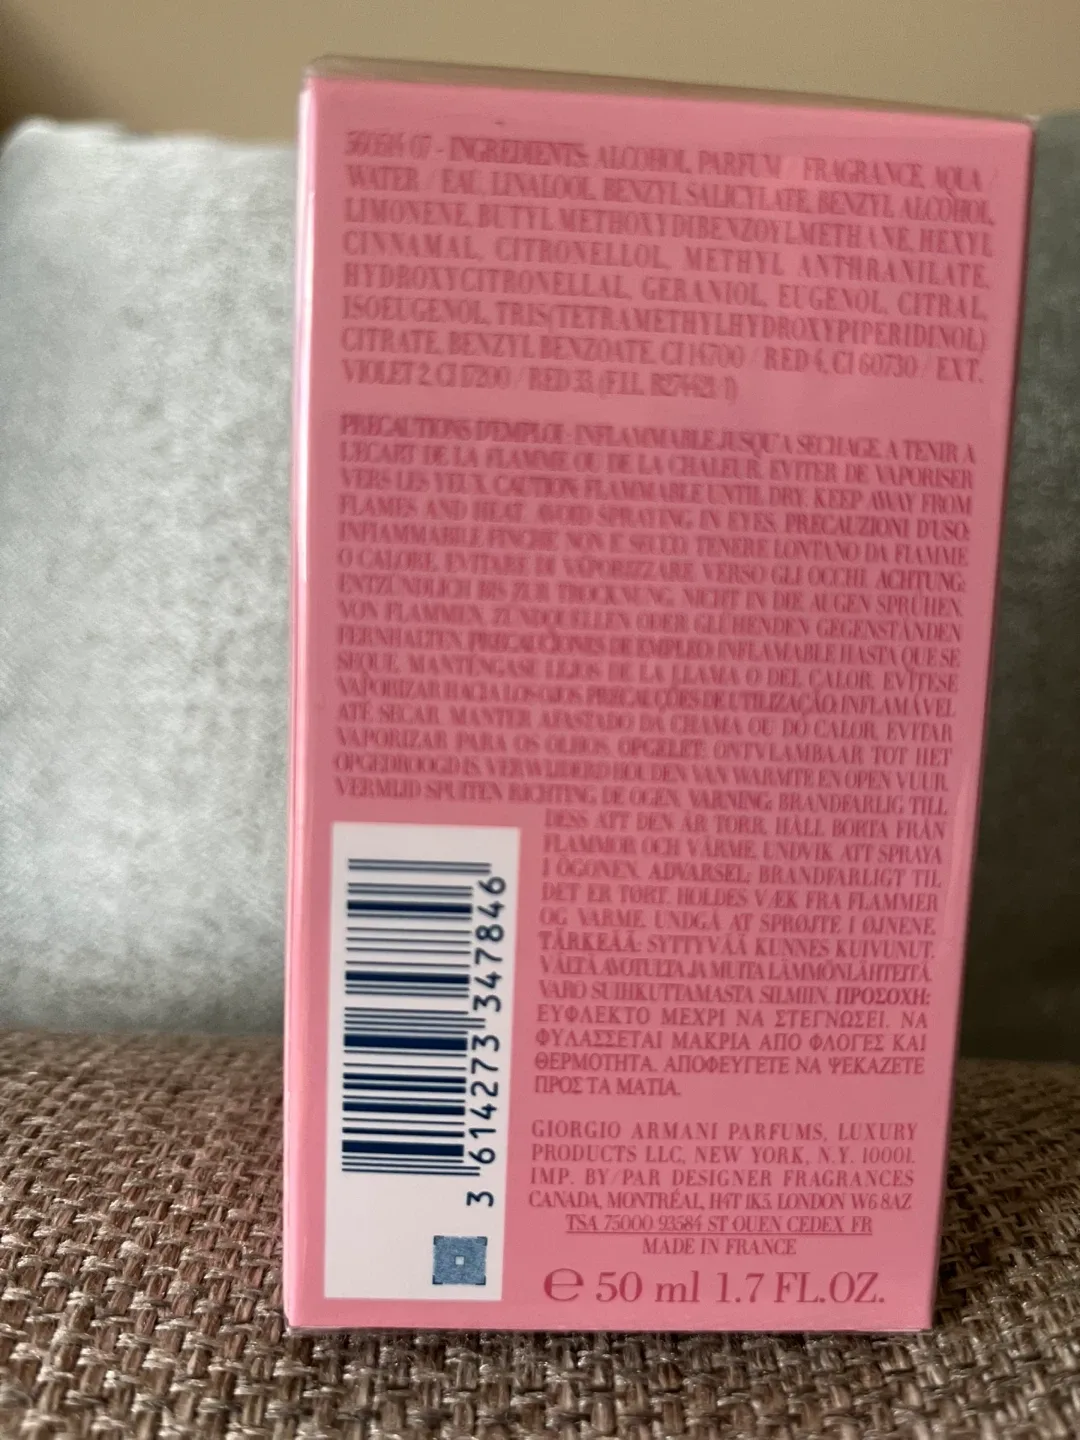 07 - INGREDIENTS: ALCOHOL, PARFUM / FRAGRANCE, AQUA /
WATER / EAU, LINALOOL, BENZYL SALICYLATE, BENZYL ALCOHOL,
LIMONENE, BUTYL METHOXYDIBENZOYLMETHANE, HEXYL
CINNAMAL, CITRONELLOL, METHYL ANTHRANILATE,
HYDROXYCITRONELLAL, GERANIOL, EUGENOL, CITRAL,
ISOEUGENOL, TRIS(TETRAMETHYLHYDROXYPIPERIDINOL)
CITRATE, BENZYL BENZOATE, CI 14700 / RED 4, CI 60730 / EXT.
VIOLET 2, CI 17200 / RED 33. (F.I.L.
PRECAUTIONS D'EMPLOI : INFLAMMABLE JUSQU'A SECHAGE. A TENIR A
L'ECART DE LA FLAMME OU DE LA CHALEUR. EVITER DE VAPORISER
VERS LES YEUX. CAUTION: FLAMMABLE UNTIL DRY. KEEP AWAY FROM
FLAMES AND HEAT. AVOID SPRAYING IN EYES. PRECAUZIONI D'USO:
INFIAMMABILE FINCHE' NON E' SECCO. TENERE LONTANO DA FIAMME
O CALORE. EVITARE DI VAPORIZZARE VERSO GLI OCCHI. ACHTUNG:
ENTZÜNDLICH BIS ZUR TROCKNUNG. NICHT IN DIE AUGEN SPRÜHEN.
VON FLAMMEN, ZÜNDQUELLEN ODER GLÜHENDEN GEGENSTÄNDEN
FERNHALTEN. PRECAUCIONES DE EMPLEO: INFLAMABLE HASTA QUE SE
SEQUE. MANTÉNGASE LEJOS DE LA LLAMA O DEL CALOR. EVÍTESE
VAPORIZAR HACIA LOS OJOS. PRECAUÇÕES DE UTILIZAÇÃO: INFLAMÁVEL
ATÉ SECAR. MANTER AFASTADO DA CHAMA OU DO CALOR. EVITAR
VAPORIZAR PARA OS OLHOS. OPGELET: ONTVLAMBAAR TOT HET
OPGEDROOGD IS. VERWIJDERD HOUDEN VAN WARMTE EN OPEN VUUR.
VERMIJD SPUITEN RICHTING DE OGEN. VARNING: BRANDFARLIG TILL
DESS ATT DEN ÄR TORR. HÅLL BORTA FRÅN
FLAMMOR OCH VÄRME. UNDVIK ATT SPRAYA
I ÖGONEN. ADVARSEL: BRANDFARLIGT TIL
DET ER TØRT. HOLDES VÆK FRA FLAMMER
OG VARME. UNDGÅ AT SPRØJTE I ØJNENE.
TÄRKEÄÄ: SYTTYVÄÄ KUNNES KUIVUNUT.
VÄLTÄ AVOTULTA JA MUITA LÄMMÖNLÄHTEITÄ.
VARO SUIHKUTTAMASTA SILMIIN. ΠΡΟΣΟΧΗ:
ΕΥΦΛΕΚΤΟ ΜΕΧΡΙ ΝΑ ΣΤΕΓΝΩΣΕΙ. ΝΑ
ΦΥΛΑΣΣΕΤΑΙ ΜΑΚΡΙΑ ΑΠΟ ΦΛΟΓΕΣ ΚΑΙ
ΘΕΡΜΟΤΗΤΑ. ΑΠΟΦΕΥΓΕΤΕ ΝΑ ΨΕΚΑΖΕΤΕ
ΠΡΟΣ ΤΑ ΜΑΤΙΑ.
3 614273 347846
GIORGIO ARMANI PARFUMS, LUXURY
PRODUCTS LLC, NEW YORK, N.Y. 10001.
IMP. BY/PAR DESIGNER FRAGRANCES
CANADA, MONTRÉAL, H4T 1K5. LONDON W6 8AZ
TSA 75000 93584 ST OUEN CEDEX FR
MADE IN FRANCE
℮ 50 ml 1.7 FL.OZ.